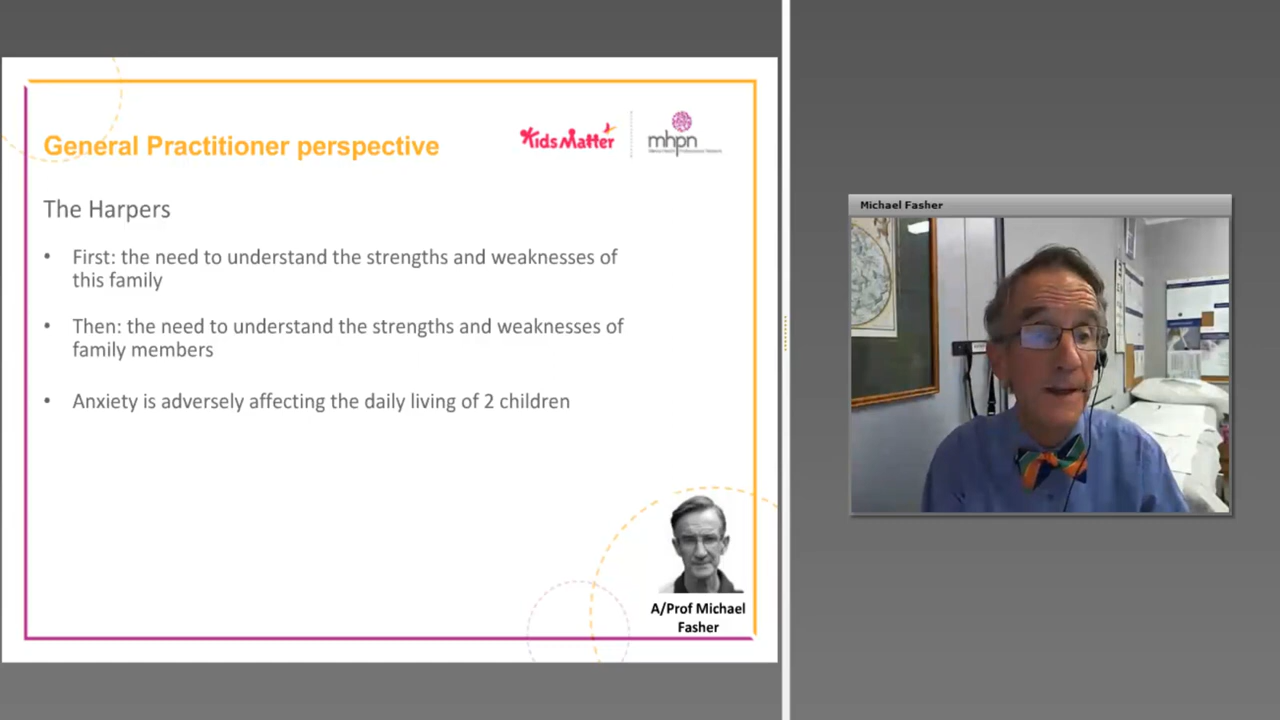 General Practitioner perspective
KidsMatter
mhpn
The Harpers
• First: the need to understand the strengths and weaknesses of
this family
• Then: the need to understand the strengths and weaknesses of
family members
• Anxiety is adversely affecting the daily living of 2 children
A/Prof Michael
Fasher
Michael Fasher